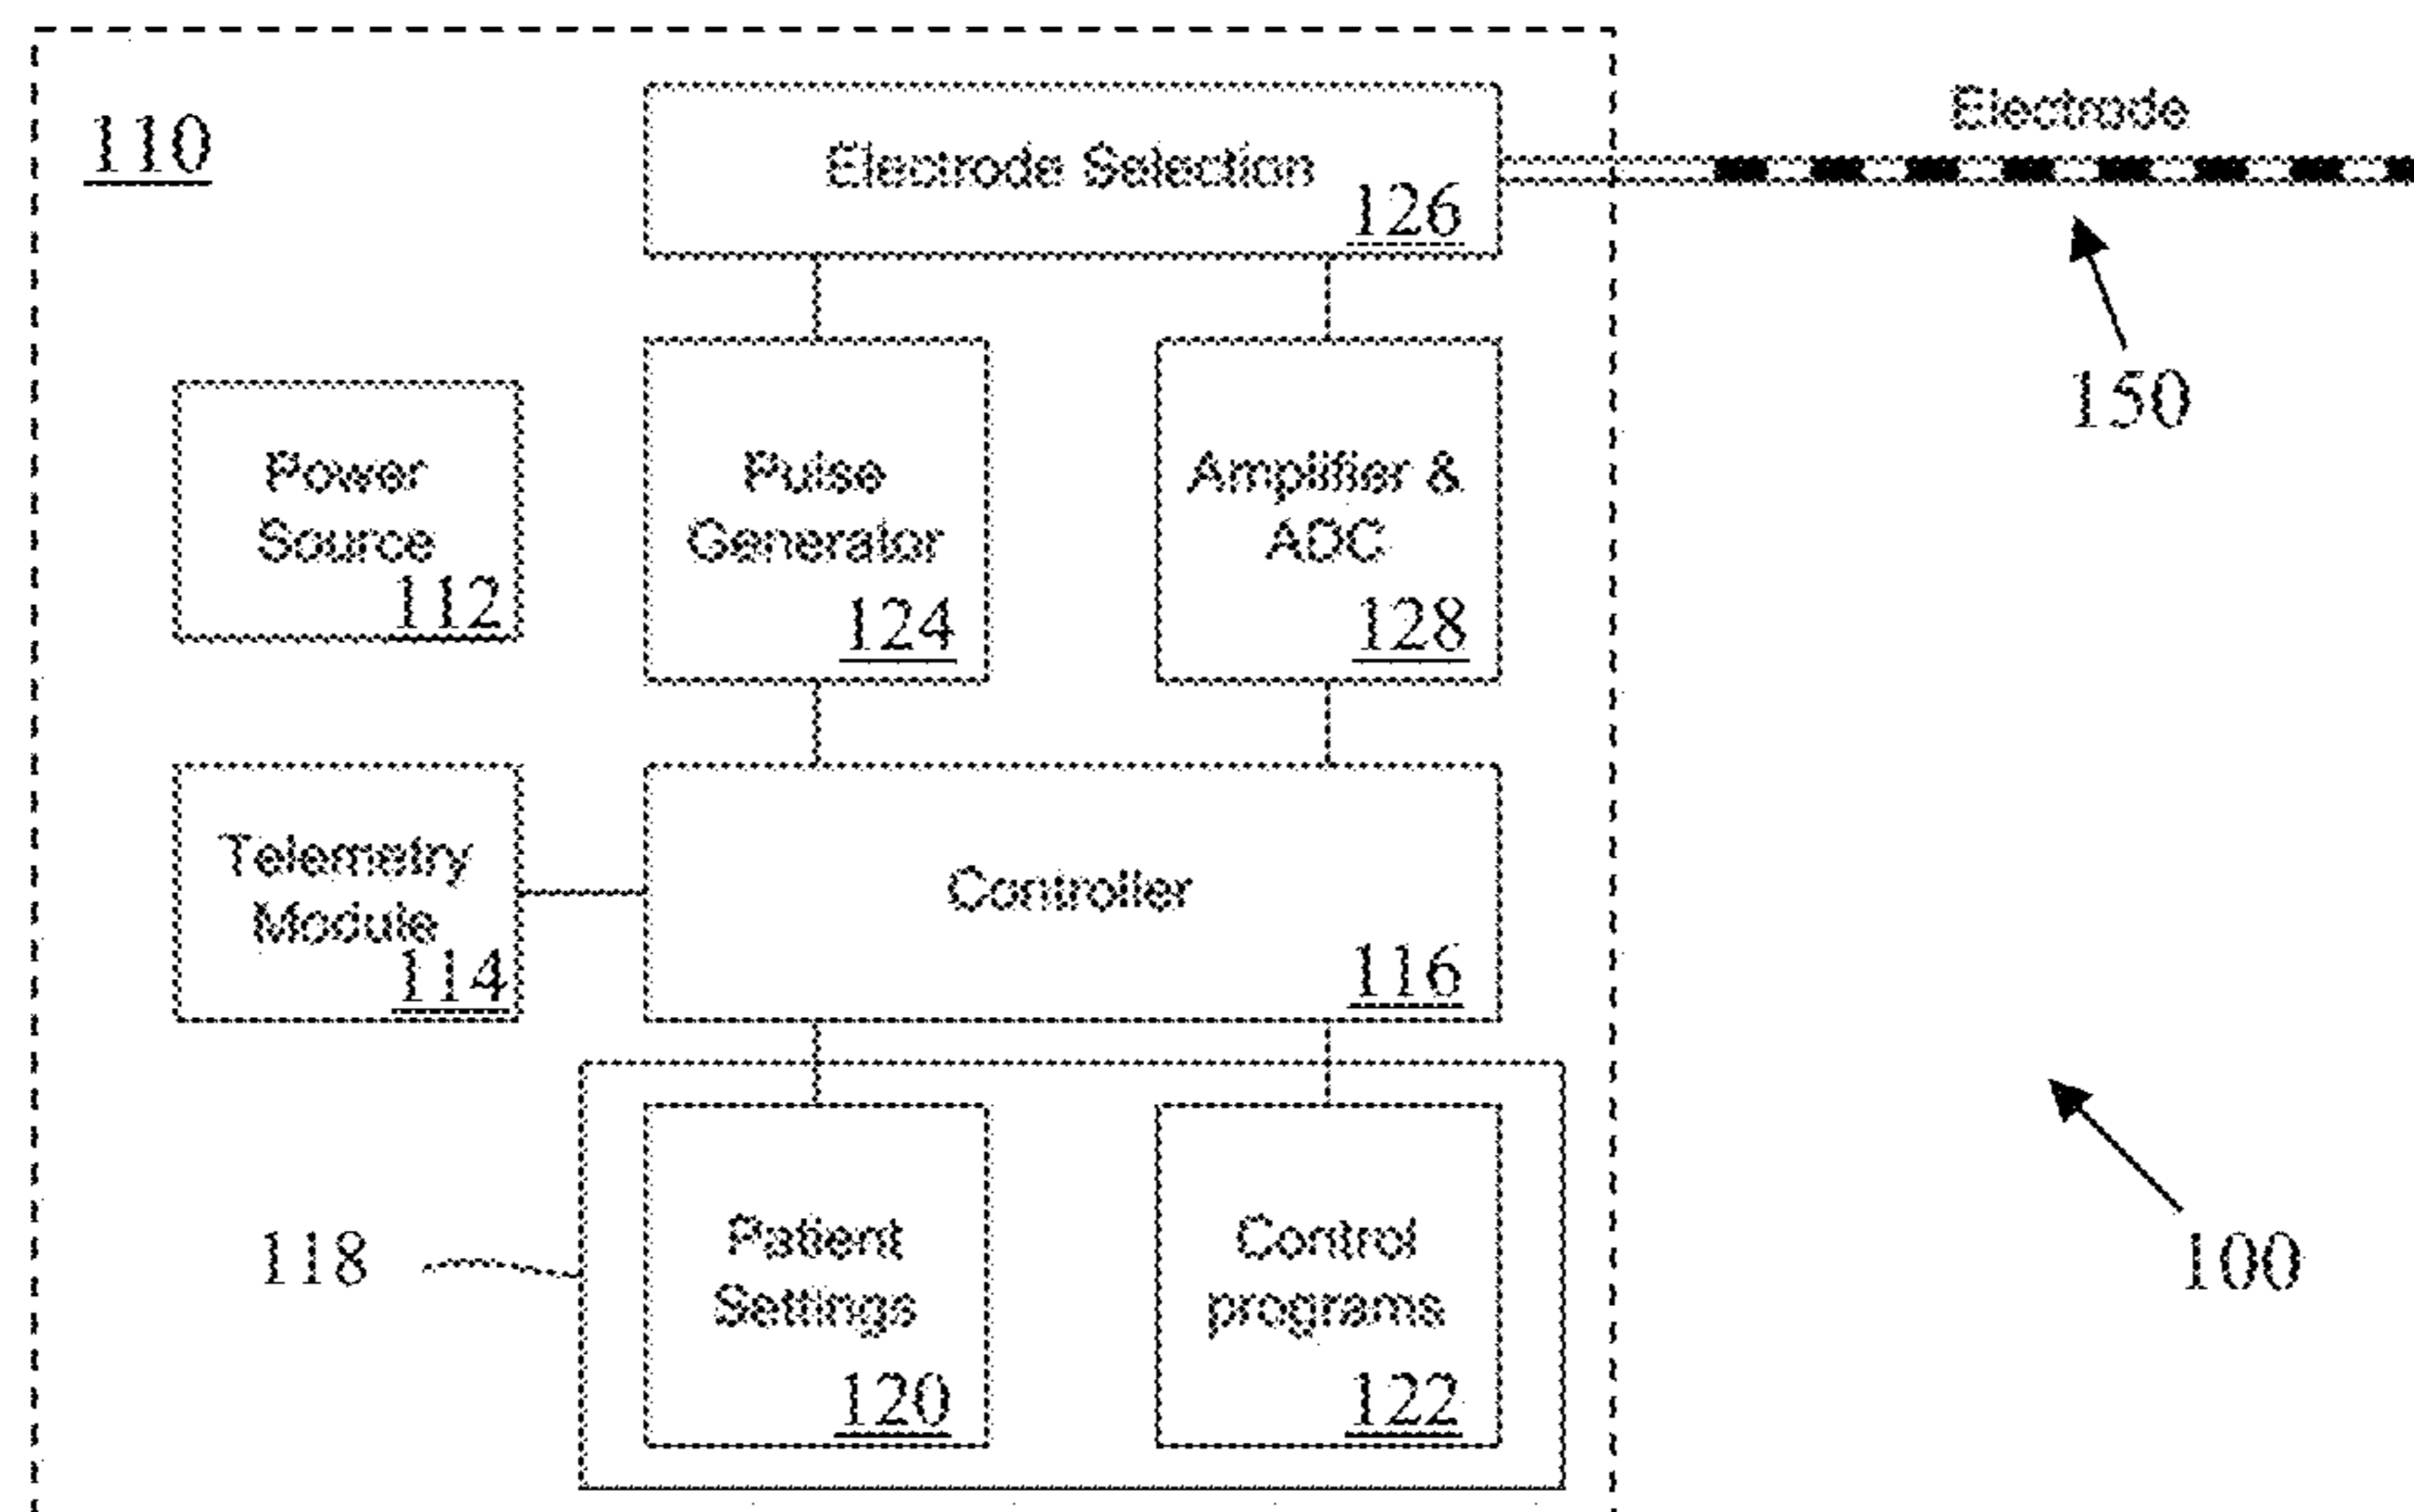 110
Electrode Selection
126
Electrode
150
Power
Source
112
Pulse
Generator
124
Amplifier &
ADC
128
Telemetry
Module
114
Controller
116
118
Patient
Settings
120
Control
programs
122
100